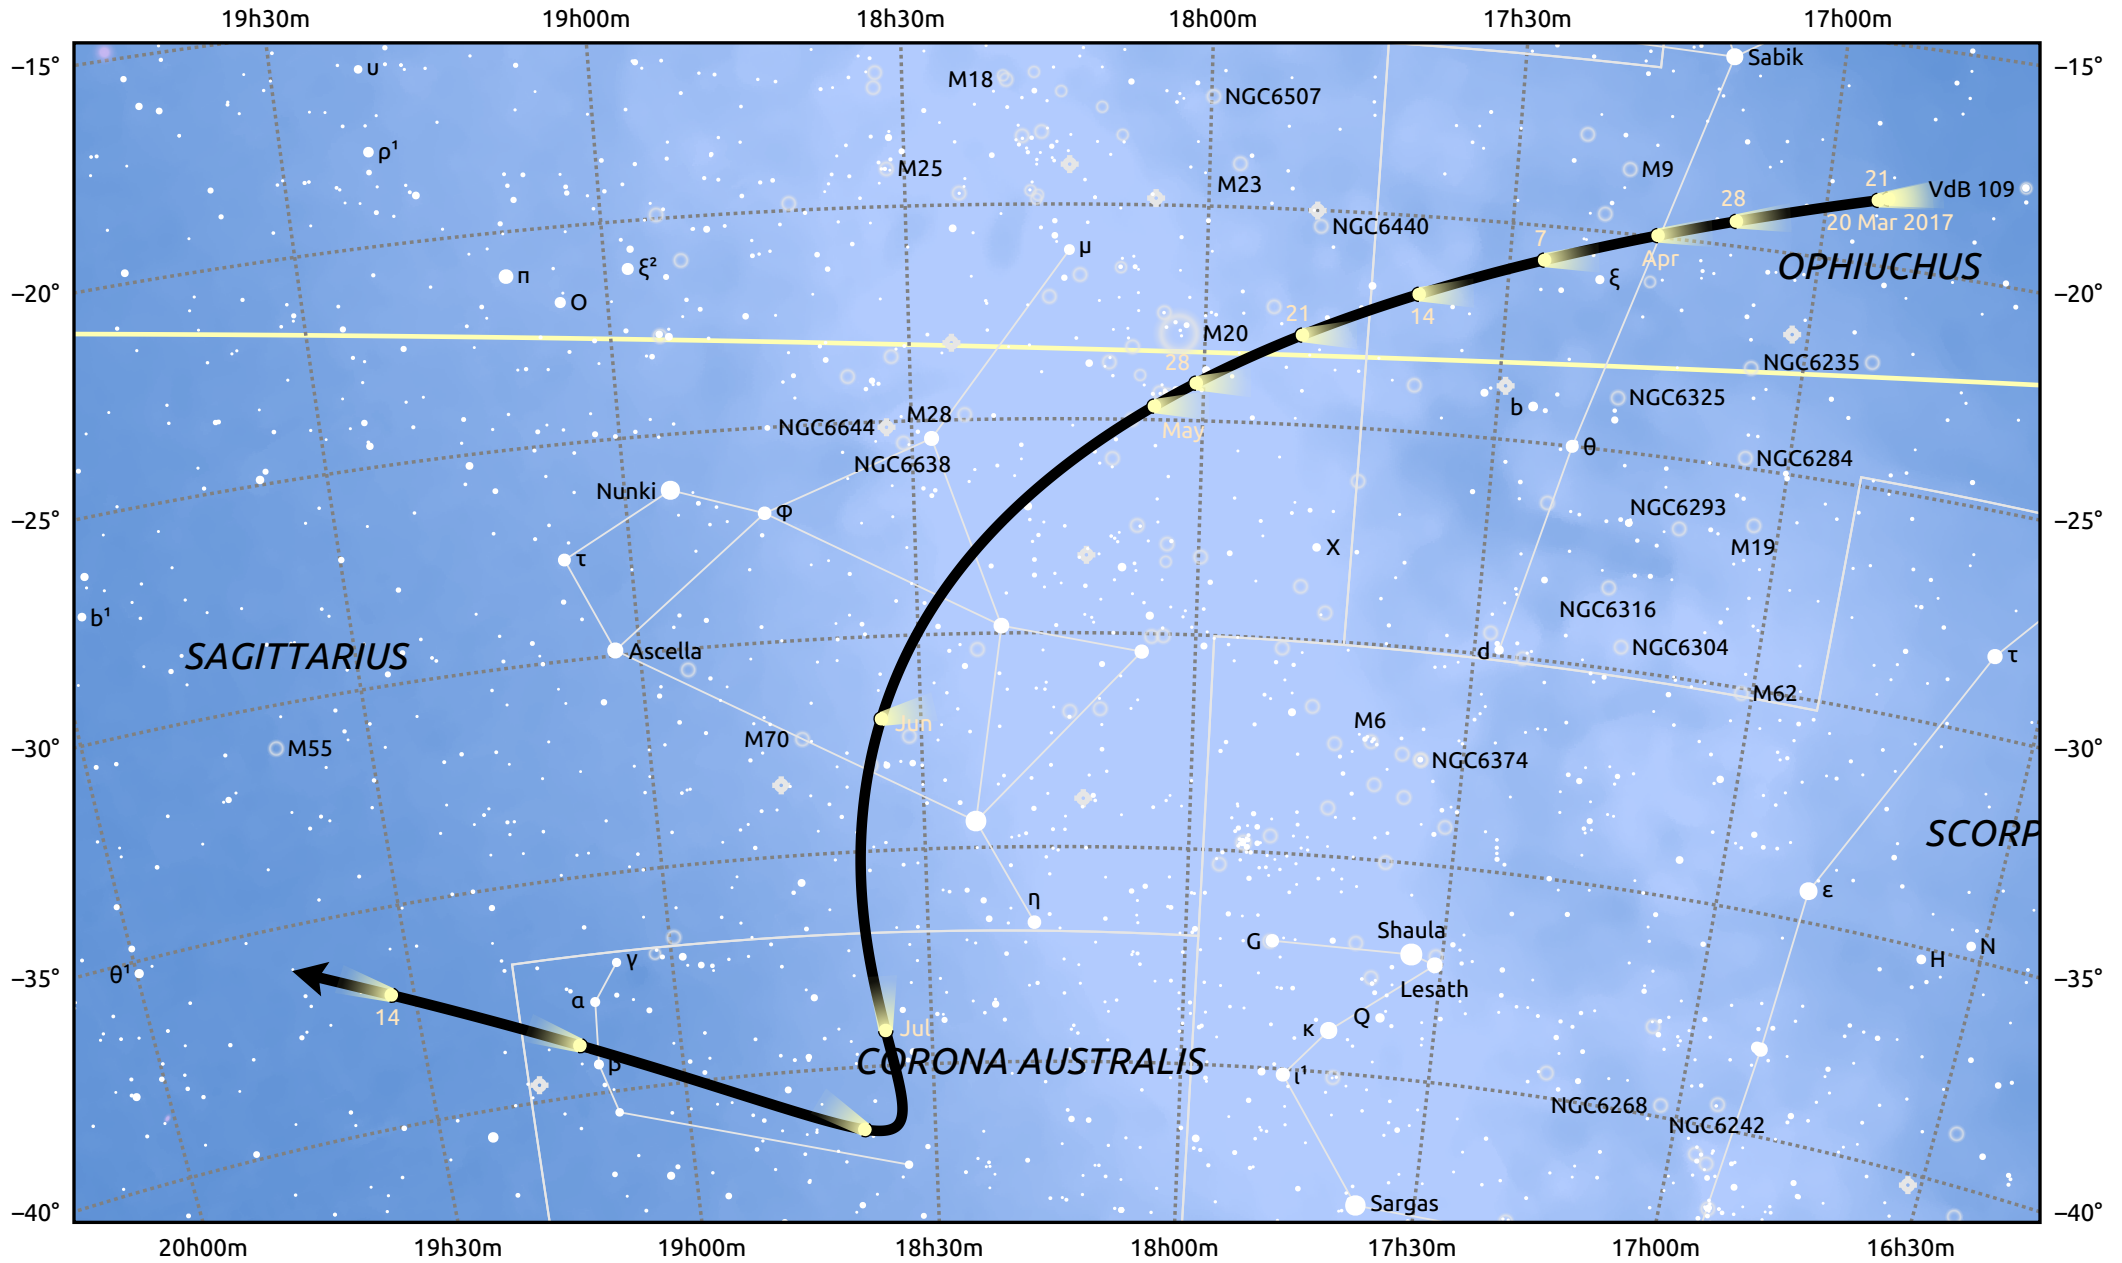 19h30m 19h00m 18h30m 18h00m 17h30m 17h00m
−15° −15°
υ
M18
NGC6507
Sabik
ρ¹
M25
M23
M9
21
VdB 109
28
20 Mar 2017
NGC6440
7
Apr
μ
ξ²
π
Ο
ξ
OPHIUCHUS
−20° −20°
14
21
M20
28
NGC6235
May
NGC6325
b
M28
NGC6644
NGC6638
θ
NGC6284
Nunki
φ
−25° −25°
NGC6293
M19
X
τ
b¹
NGC6316
SAGITTARIUS
Ascella
d
NGC6304
τ
M62
Jun
M6
M70
M55
NGC6374
−30° −30°
SCORP
ε
η
G
Shaula
N
H
γ
θ¹
−35° −35°
Lesath
α
Q
κ
14
Jul
CORONA AUSTRALIS
β
ι¹
NGC6268
NGC6242
Sargas
−40° −40°
20h00m 19h30m 19h00m 18h30m 18h00m 17h30m 17h00m 16h30m